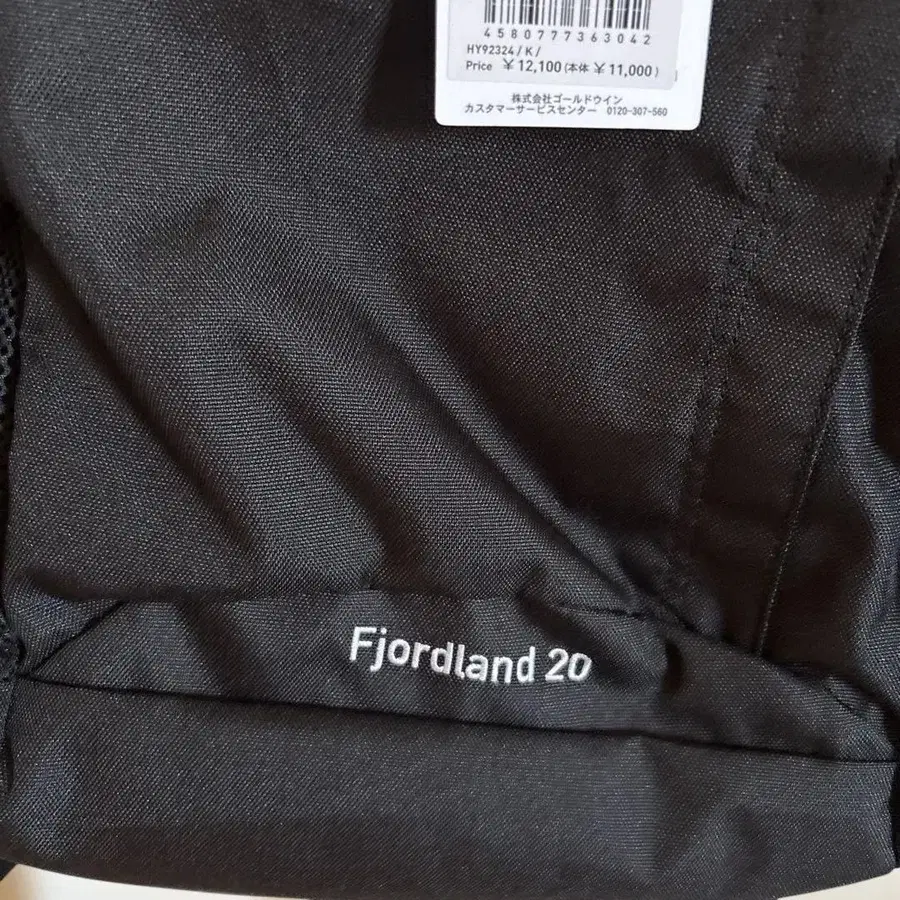 4580777363042
HY92324/K/
Price ￥12,100(本体￥11,000)
株式会社ゴールドウイン
カスタマーサービスセンター 0120-307-560
Fjordland 20